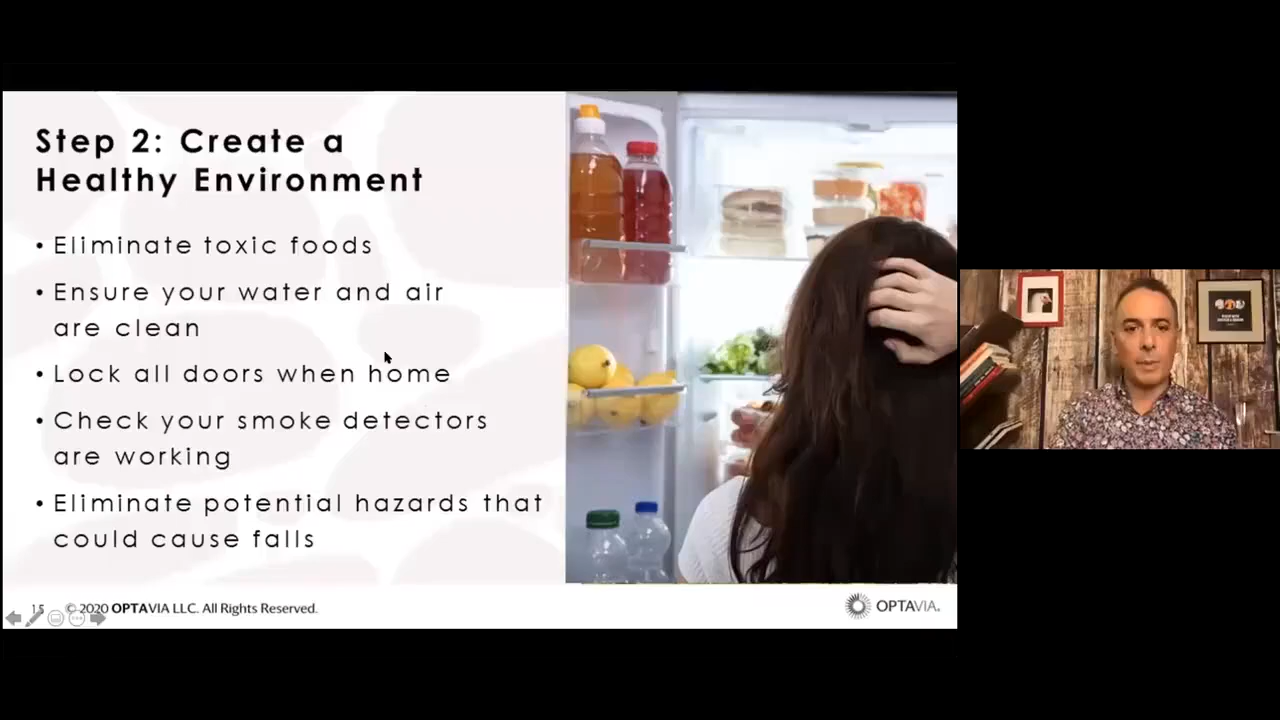 Step 2: Create a
Healthy Environment
• Eliminate toxic foods
• Ensure your water and air
are clean
• Lock all doors when home
• Check your smoke detectors
are working
• Eliminate potential hazards that
could cause falls
15 ©2020 OPTAVIA LLC. All Rights Reserved.
OPTAVIA.